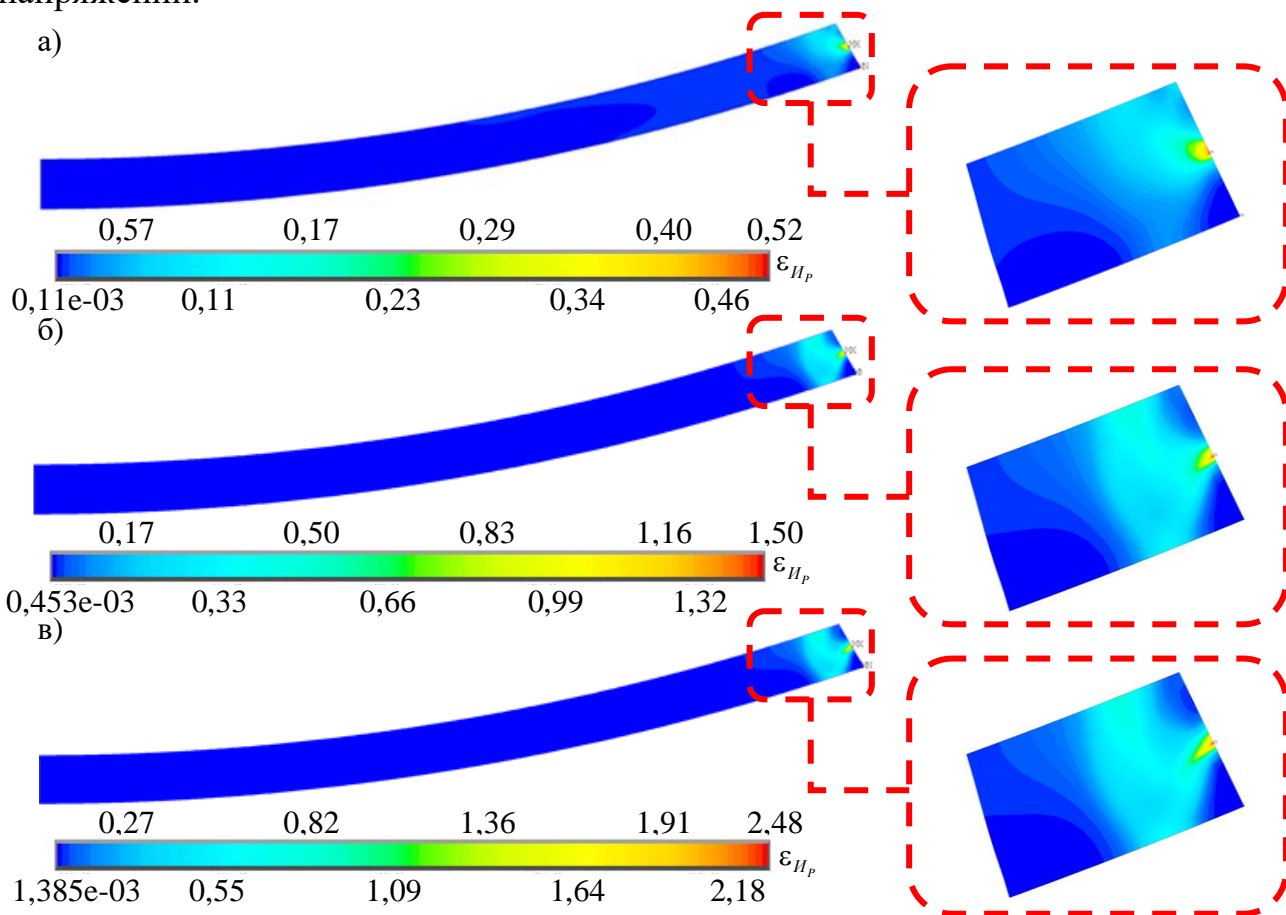 напряжений.
а)
0,57 0,17 0,29 0,40 0,52
ε_{И_Р}
0,11e-03 0,11 0,23 0,34 0,46
б)
0,17 0,50 0,83 1,16 1,50
ε_{И_Р}
0,453e-03 0,33 0,66 0,99 1,32
в)
0,27 0,82 1,36 1,91 2,48
ε_{И_Р}
1,385e-03 0,55 1,09 1,64 2,18